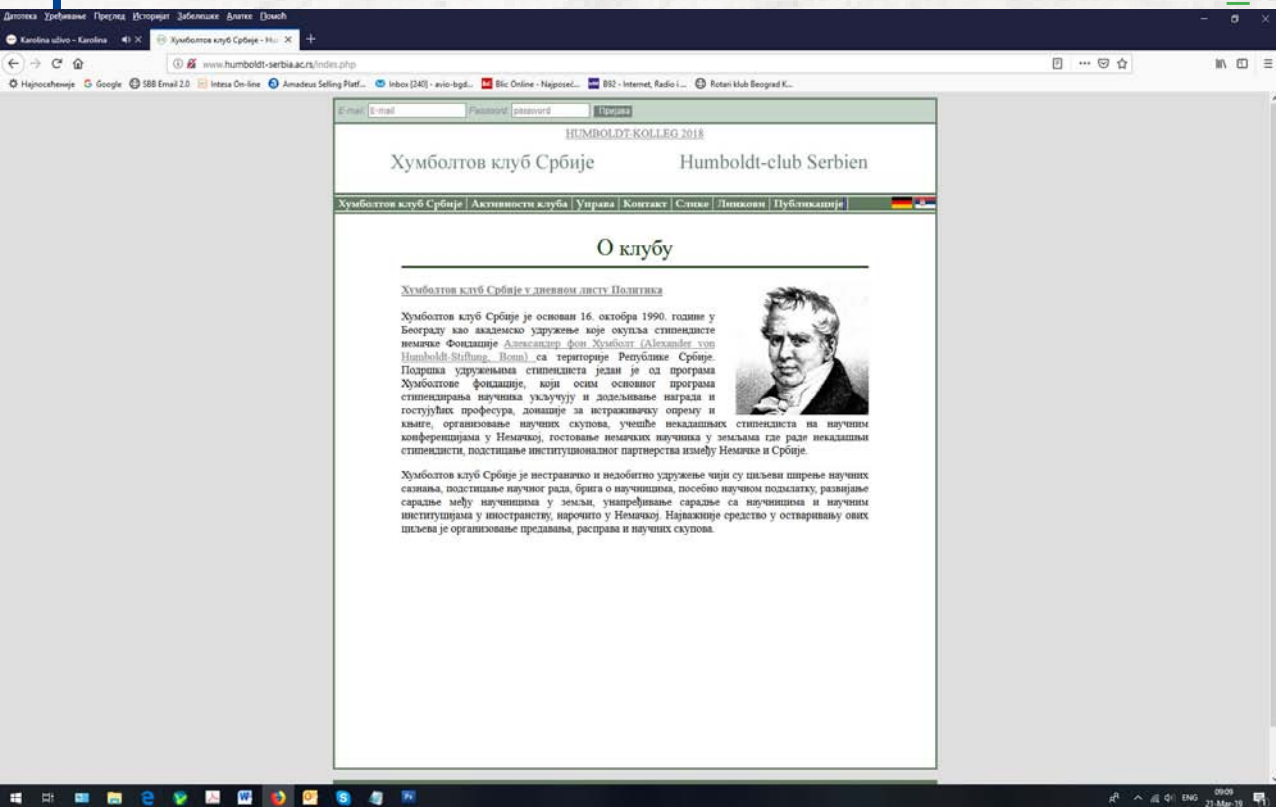 Датотека Уређивање Преглед Историјат Забелешке Алатке Помоћ
Karolina uživo – Karolina
Хумболтов клуб Србије - Hu
www.humboldt-serbia.ac.rs/index.php
Најпосећеније Google SBB Email 2.0 Intesa On-line Amadeus Selling Platf... Inbox [240] - avio-bgd... Blic Online - Najposeć... B92 - Internet, Radio i ... Rotari klub Beograd K...
E-mail: E-mail Password: password Пријава
HUMBOLDT-KOLLEG 2018
Хумболтов клуб Србије Humboldt-club Serbien
Хумболтов клуб Србије Активности клуба Управа Контакт Слике Линкови Публикације
О клубу
Хумболтов клуб Србије у дневном листу Политика
Хумболтов клуб Србије је основан 16. октобра 1990. године у
Београду као академско удружење које окупља стипендисте
немачке Фондације Александер фон Хумболт (Alexander von
Humboldt-Stiftung, Bonn) са територије Републике Србије.
Подршка удружењима стипендиста један је од програма
Хумболтове фондације, који осим основног програма
стипендирања научника укључују и додељивање награда и
гостујућих професура, донације за истраживачку опрему и
књиге, организовање научних скупова, учешће некадашњих стипендиста на научним
конференцијама у Немачкој, гостовање немачких научника у земљама где раде некадашњи
стипендисти, подстицање институционалног партнерства између Немачке и Србије.
Хумболтов клуб Србије је нестраначко и недобитно удружење чији су циљеви ширење научних
сазнања, подстицање научног рада, брига о научницима, посебно научном подмлатку, развијање
сарадње међу научницима у земљи, унапређивање сарадње са научницима и научним
институцијама у иностранству, нарочито у Немачкој. Најважније средство у остваривању ових
циљева је организовање предавања, расправа и научних скупова.
ENG
09:09
21-Mar-19